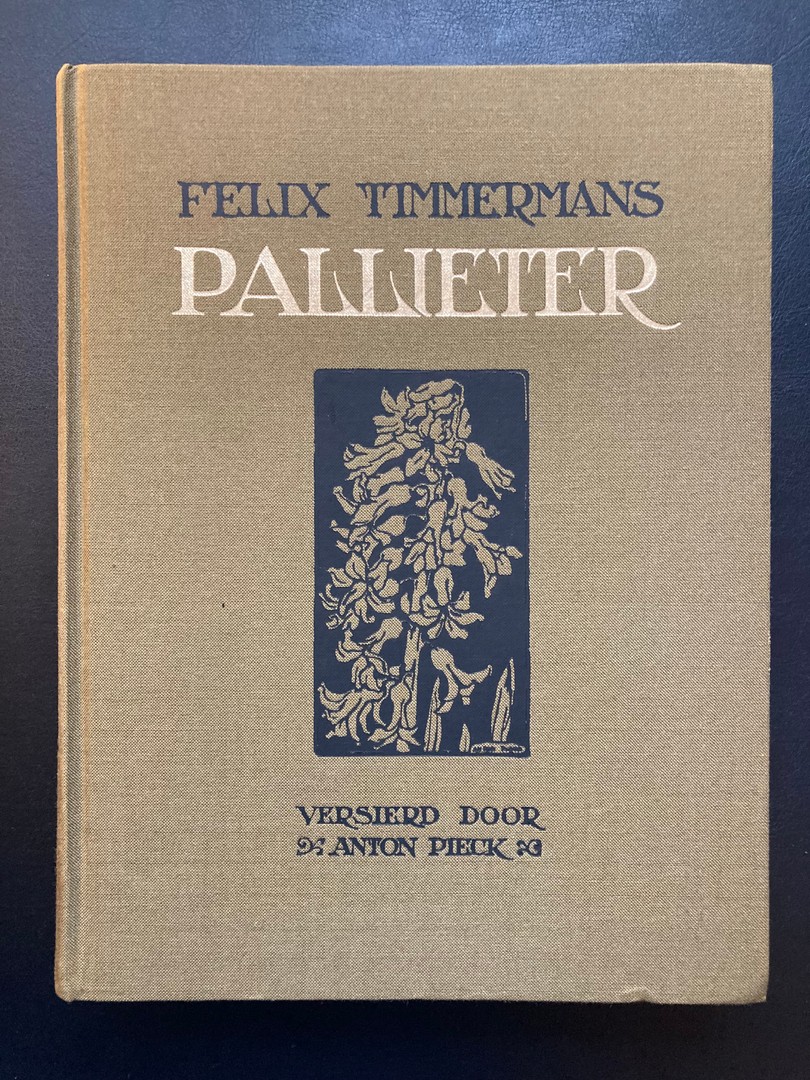 FELIX TIMMERMANS
PALLIETER
VERSIERD DOOR
ANTON PIECK